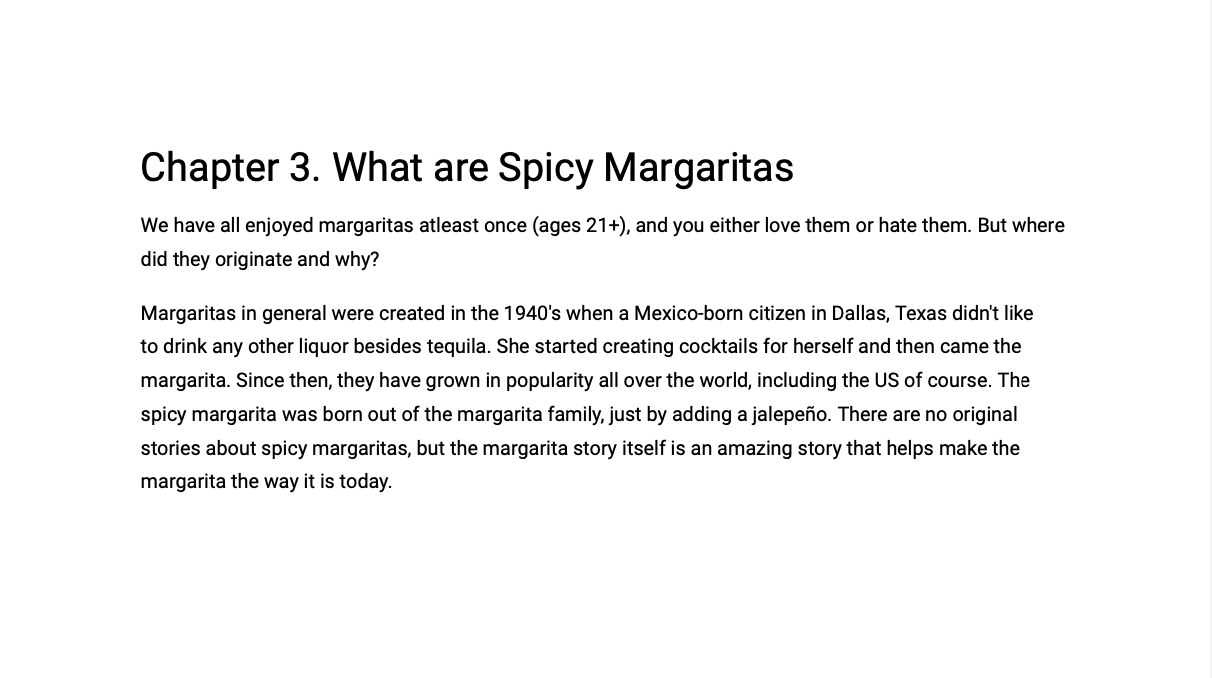 Chapter 3. What are Spicy Margaritas
We have all enjoyed margaritas atleast once (ages 21+), and you either love them or hate them. But where
did they originate and why?
Margaritas in general were created in the 1940's when a Mexico-born citizen in Dallas, Texas didn't like
to drink any other liquor besides tequila. She started creating cocktails for herself and then came the
margarita. Since then, they have grown in popularity all over the world, including the US of course. The
spicy margarita was born out of the margarita family, just by adding a jalepeño. There are no original
stories about spicy margaritas, but the margarita story itself is an amazing story that helps make the
margarita the way it is today.